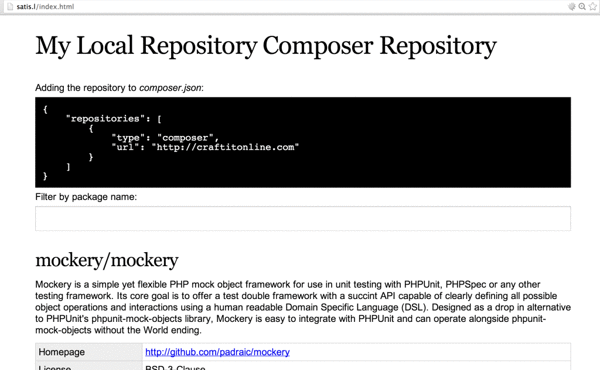 satis.l/index.html
My Local Repository Composer Repository
Adding the repository to composer.json:
{
"repositories": [
{
"type": "composer",
"url": "http://craftitonline.com"
}
]
}
Filter by package name:
mockery/mockery
Mockery is a simple yet flexible PHP mock object framework for use in unit testing with PHPUnit, PHPSpec or any other
testing framework. Its core goal is to offer a test double framework with a succint API capable of clearly defining all possible
object operations and interactions using a human readable Domain Specific Language (DSL). Designed as a drop in alternative
to PHPUnit's phpunit-mock-objects library, Mockery is easy to integrate with PHPUnit and can operate alongside phpunit-
mock-objects without the World ending.
Homepage http://github.com/padraic/mockery
License BSD-3-Clause